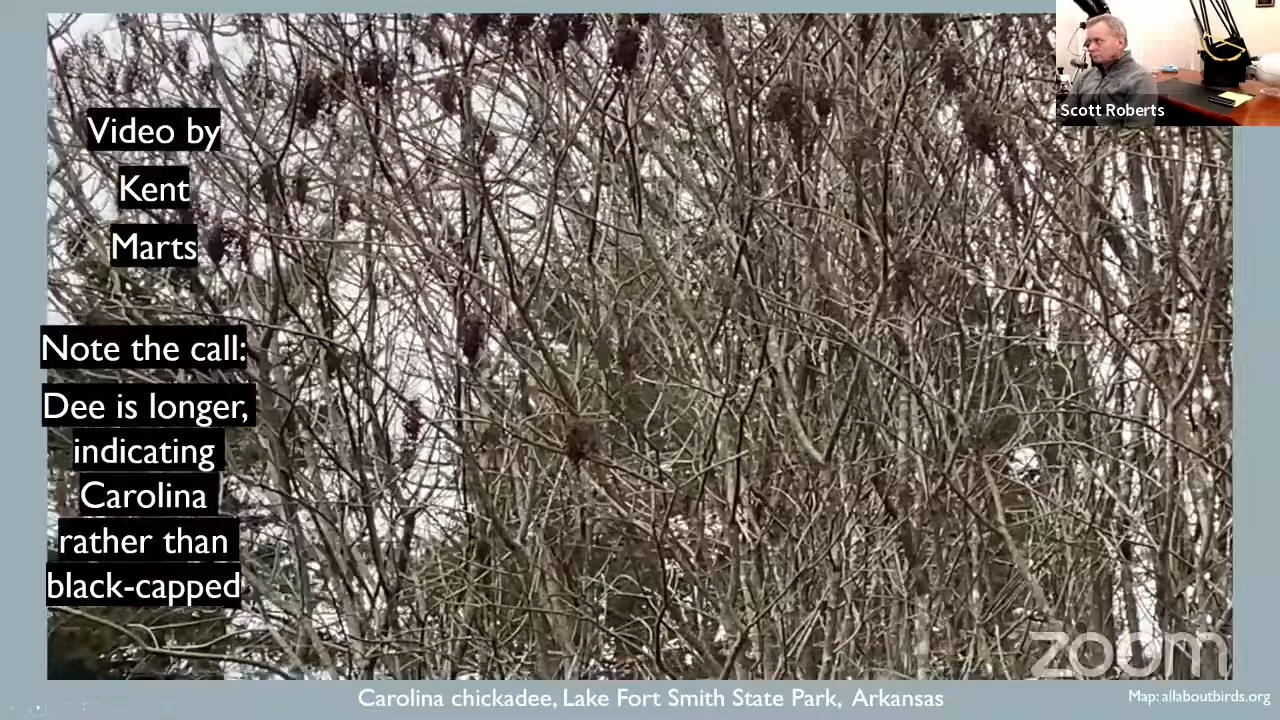 Video by
Kent
Marts
Note the call:
Dee is longer,
indicating
Carolina
rather than
black-capped
Scott Roberts
zoom
Carolina chickadee, Lake Fort Smith State Park, Arkansas
Map: allaboutbirds.org